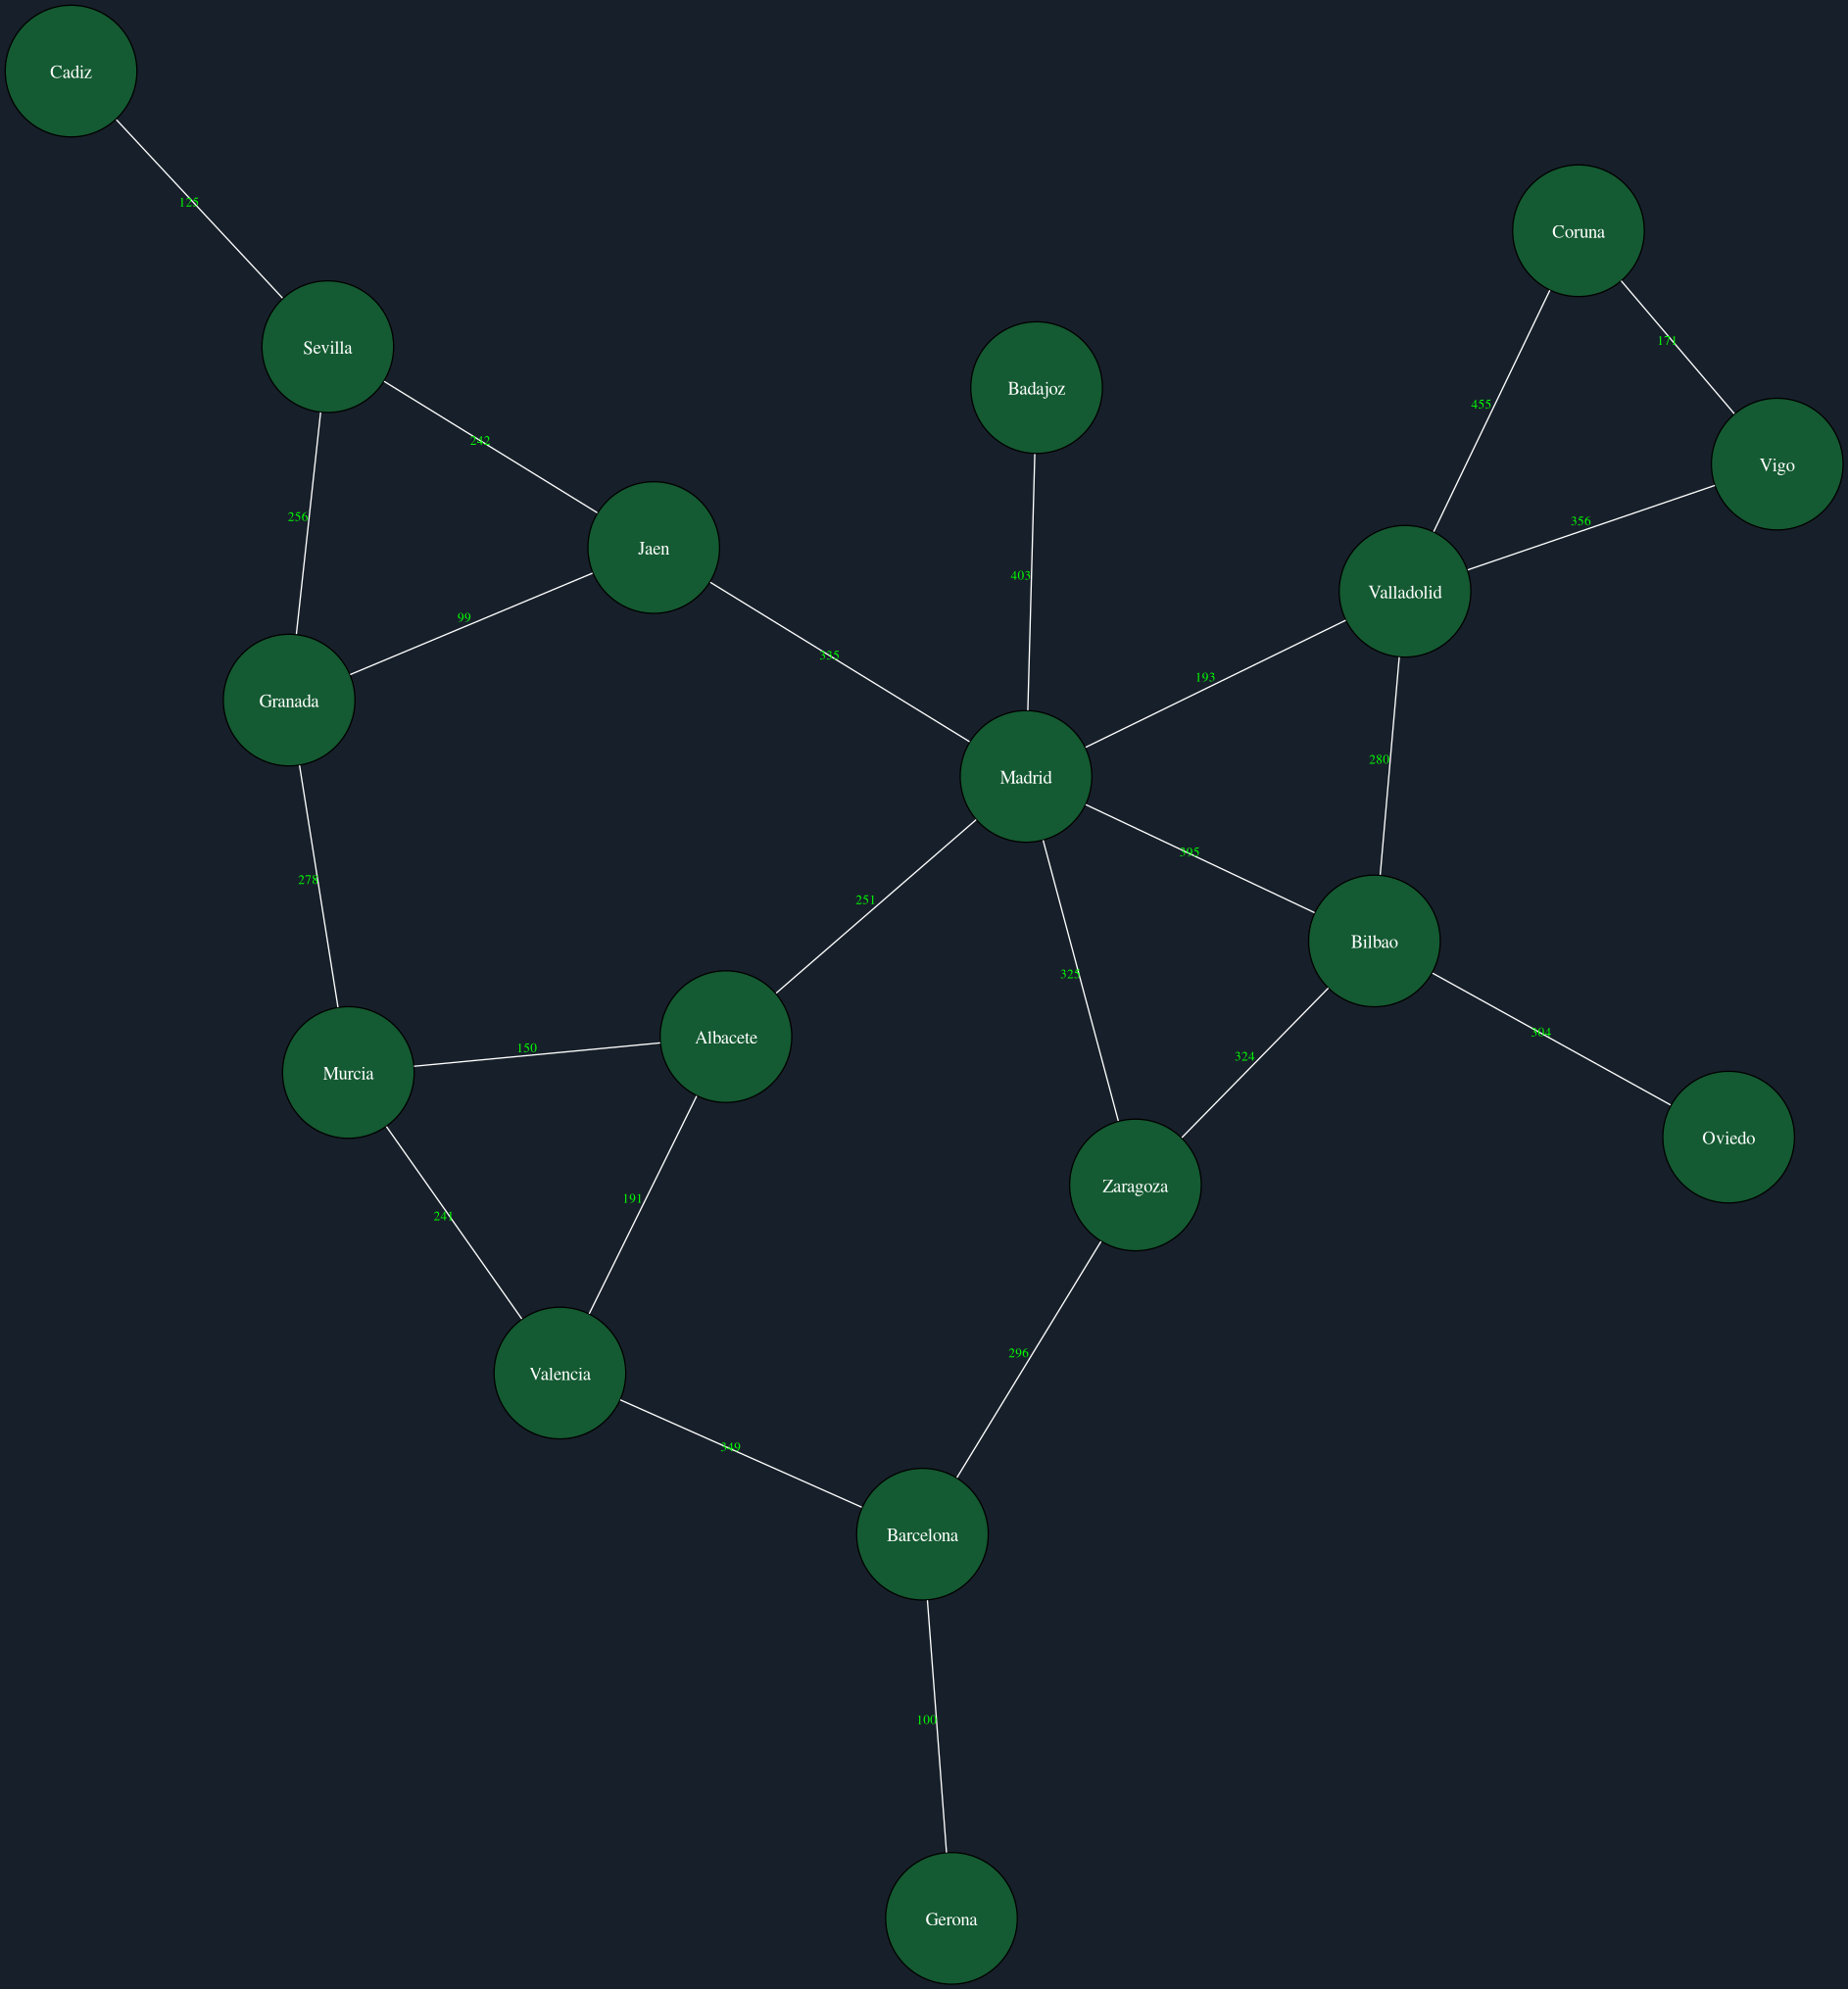 Cadiz
125
Coruna
Sevilla
171
Badajoz
455
242
Vigo
256
356
Jaen
403
Valladolid
99
335
193
Granada
280
Madrid
395
278
251
Bilbao
325
304
Albacete
150
324
Murcia
Oviedo
Zaragoza
191
241
296
Valencia
349
Barcelona
100
Gerona